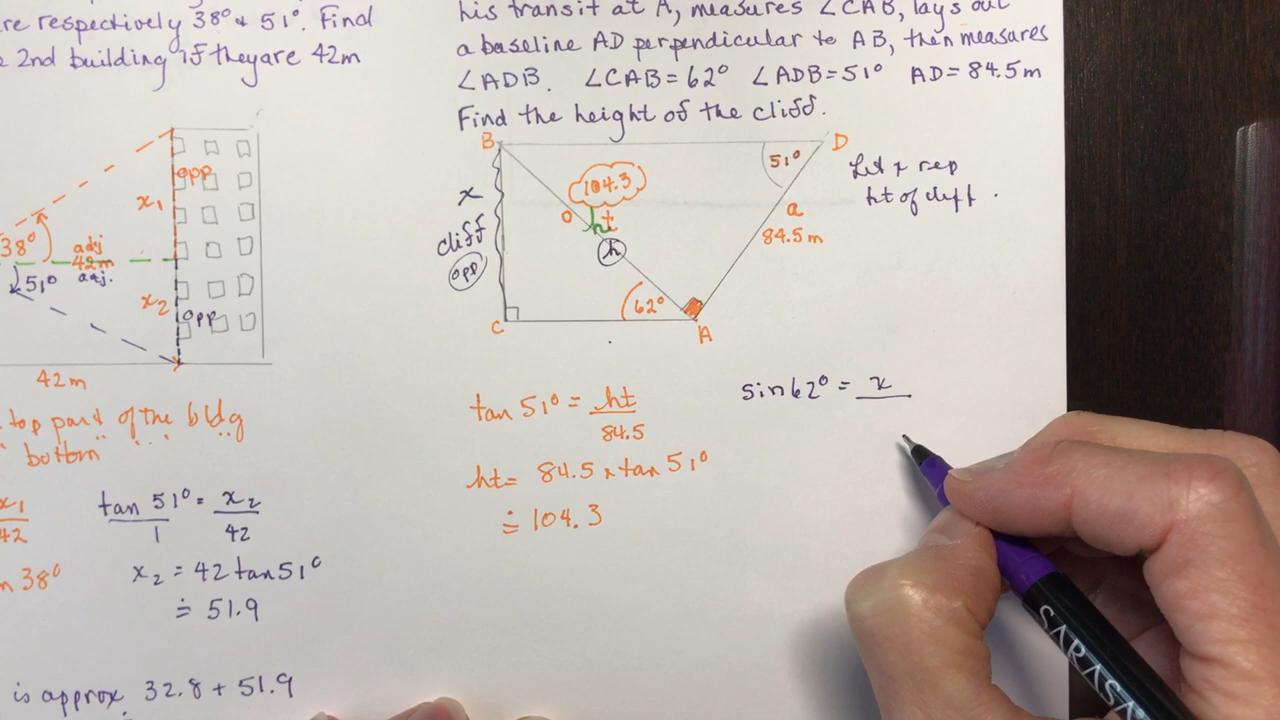 re respectively 38° & 51°. Find
2nd building if they are 42m
38°
51°
adj
42m
adj.
opp
x₁
x₂
opp
42m
top part of the bldg
"bottom" " " "
x₁
42
n 38°
tan 51° = x₂
1 42
x₂ = 42 tan 51°
≐ 51.9
is approx. 32.8 + 51.9
his transit at A, measures ∠CAB, lays out
a baseline AD perpendicular to AB, then measures
∠ADB. ∠CAB = 62° ∠ADB = 51° AD = 84.5m
Find the height of the cliff.
B
D
51°
104.3
x
o
ht
h
a
84.5m
cliff
opp
62°
C
A
Let x rep
ht of cliff.
tan 51° = ht
84.5
ht = 84.5 x tan 51°
≐ 104.3
sin 62° = x
SARASA